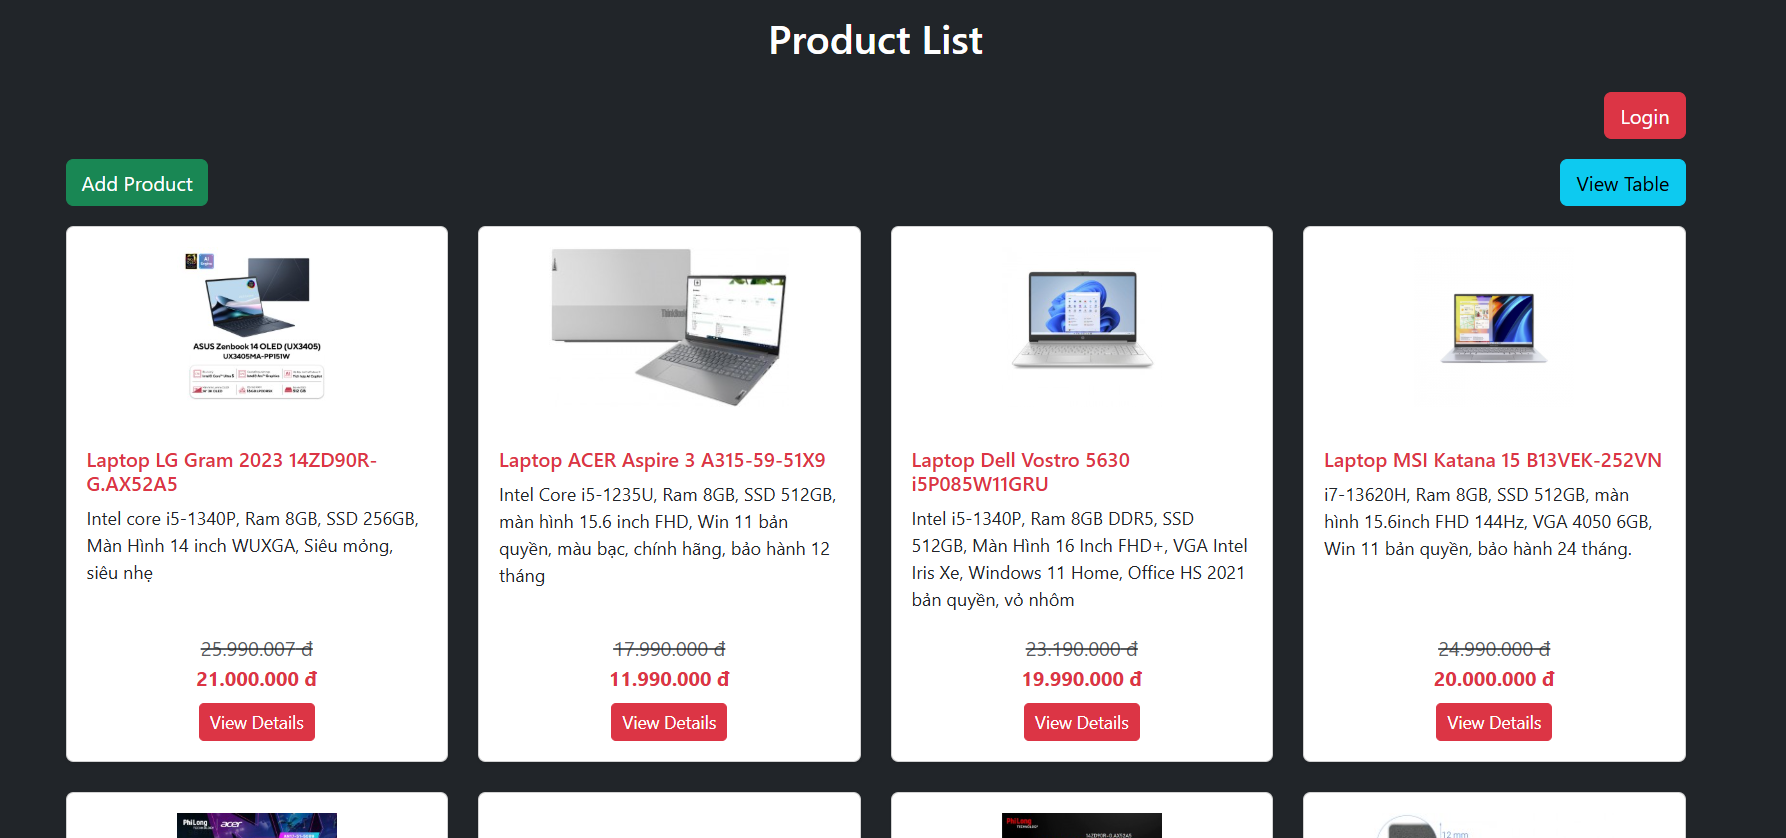 Product List
Login
Add Product
View Table
ASUS Zenbook 14 OLED (UX3405)
UX3405MA-PP151W
ThinkBook
Laptop LG Gram 2023 14ZD90R-
G.AX52A5
Intel core i5-1340P, Ram 8GB, SSD 256GB,
Màn Hình 14 inch WUXGA, Siêu mỏng,
siêu nhẹ
25.990.007 đ
21.000.000 đ
View Details
Laptop ACER Aspire 3 A315-59-51X9
Intel Core i5-1235U, Ram 8GB, SSD 512GB,
màn hình 15.6 inch FHD, Win 11 bản
quyền, màu bạc, chính hãng, bảo hành 12
tháng
17.990.000 đ
11.990.000 đ
View Details
Laptop Dell Vostro 5630
i5P085W11GRU
Intel i5-1340P, Ram 8GB DDR5, SSD
512GB, Màn Hình 16 Inch FHD+, VGA Intel
Iris Xe, Windows 11 Home, Office HS 2021
bản quyền, vỏ nhôm
23.190.000 đ
19.990.000 đ
View Details
Laptop MSI Katana 15 B13VEK-252VN
i7-13620H, Ram 8GB, SSD 512GB, màn
hình 15.6inch FHD 144Hz, VGA 4050 6GB,
Win 11 bản quyền, bảo hành 24 tháng.
24.990.000 đ
20.000.000 đ
View Details
PhiLong
acer
PhiLong
14ZD90R-G.AX52A5
12 mm